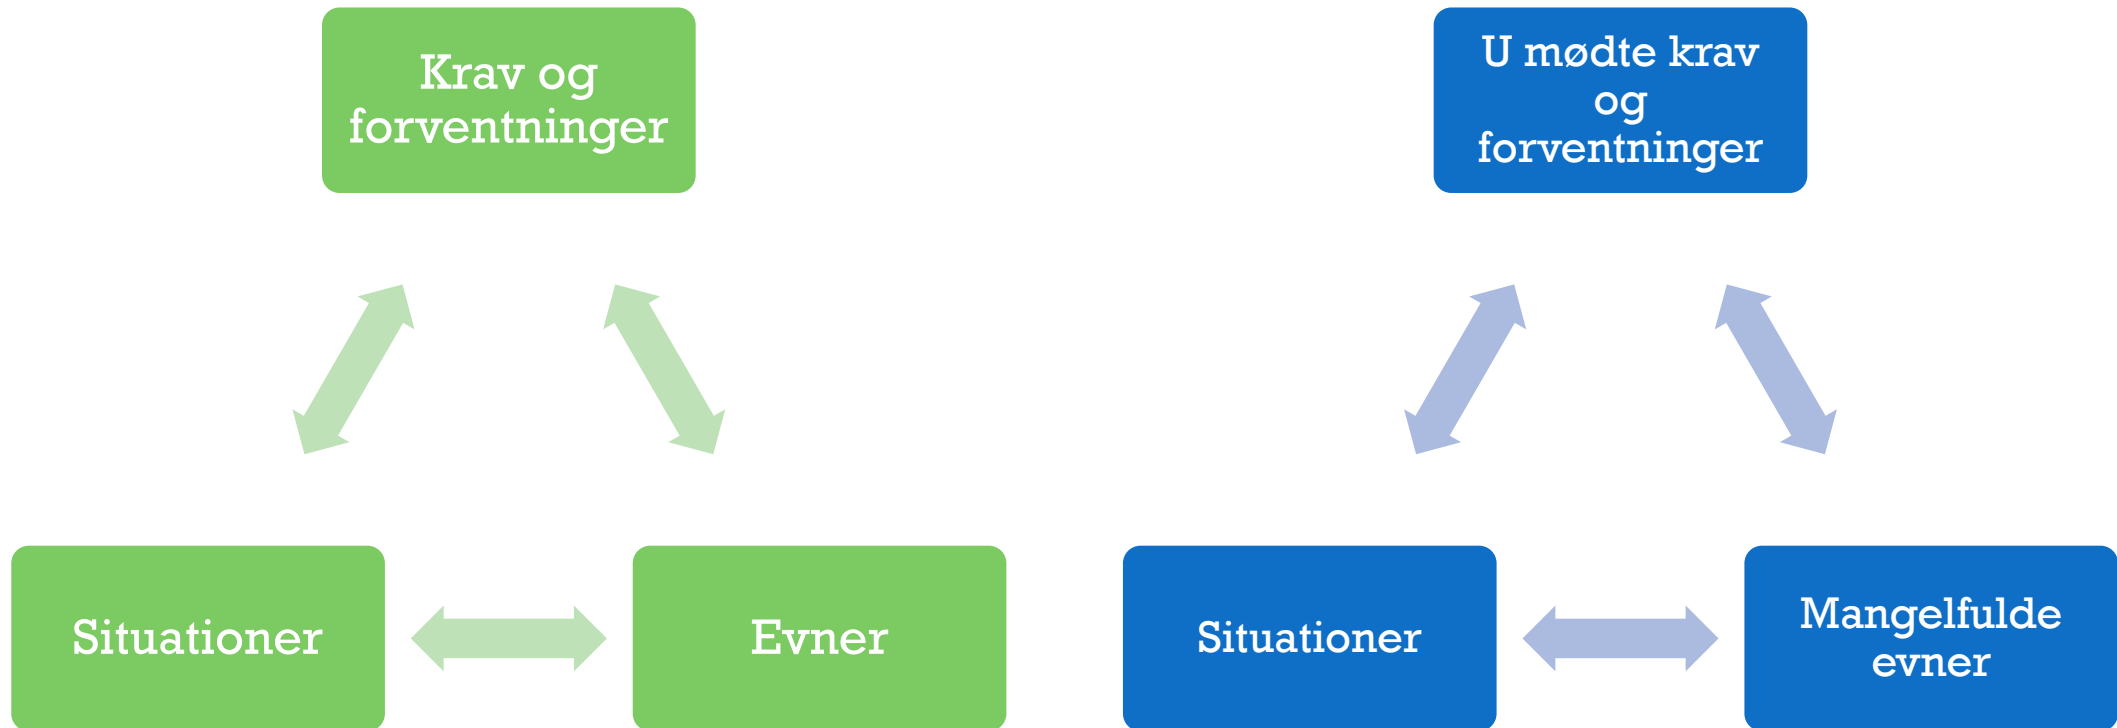 Krav og
forventninger
Situationer
Evner
U mødte krav
og
forventninger
Situationer
Mangelfulde
evner